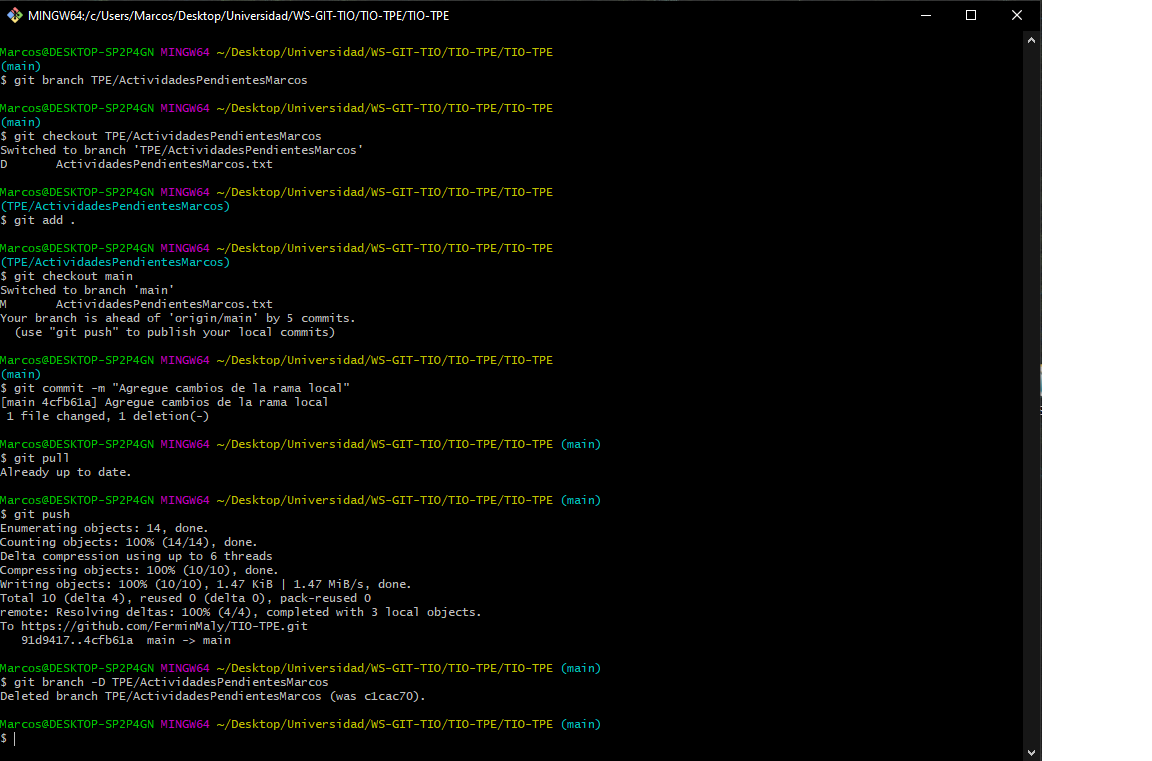 MINGW64:/c/Users/Marcos/Desktop/Universidad/WS-GIT-TIO/TIO-TPE/TIO-TPE
Marcos@DESKTOP-SP2P4GN MINGW64 ~/Desktop/Universidad/WS-GIT-TIO/TIO-TPE/TIO-TPE
(main)
$ git branch TPE/ActividadesPendientesMarcos
Marcos@DESKTOP-SP2P4GN MINGW64 ~/Desktop/Universidad/WS-GIT-TIO/TIO-TPE/TIO-TPE
(main)
$ git checkout TPE/ActividadesPendientesMarcos
Switched to branch 'TPE/ActividadesPendientesMarcos'
D       ActividadesPendientesMarcos.txt
Marcos@DESKTOP-SP2P4GN MINGW64 ~/Desktop/Universidad/WS-GIT-TIO/TIO-TPE/TIO-TPE
(TPE/ActividadesPendientesMarcos)
$ git add .
Marcos@DESKTOP-SP2P4GN MINGW64 ~/Desktop/Universidad/WS-GIT-TIO/TIO-TPE/TIO-TPE
(TPE/ActividadesPendientesMarcos)
$ git checkout main
Switched to branch 'main'
M       ActividadesPendientesMarcos.txt
Your branch is ahead of 'origin/main' by 5 commits.
  (use "git push" to publish your local commits)
Marcos@DESKTOP-SP2P4GN MINGW64 ~/Desktop/Universidad/WS-GIT-TIO/TIO-TPE/TIO-TPE
(main)
$ git commit -m "Agregue cambios de la rama local"
[main 4cfb61a] Agregue cambios de la rama local
 1 file changed, 1 deletion(-)
Marcos@DESKTOP-SP2P4GN MINGW64 ~/Desktop/Universidad/WS-GIT-TIO/TIO-TPE/TIO-TPE (main)
$ git pull
Already up to date.
Marcos@DESKTOP-SP2P4GN MINGW64 ~/Desktop/Universidad/WS-GIT-TIO/TIO-TPE/TIO-TPE (main)
$ git push
Enumerating objects: 14, done.
Counting objects: 100% (14/14), done.
Delta compression using up to 6 threads
Compressing objects: 100% (10/10), done.
Writing objects: 100% (10/10), 1.47 KiB | 1.47 MiB/s, done.
Total 10 (delta 4), reused 0 (delta 0), pack-reused 0
remote: Resolving deltas: 100% (4/4), completed with 3 local objects.
To https://github.com/FerminMaly/TIO-TPE.git
   91d9417..4cfb61a  main -> main
Marcos@DESKTOP-SP2P4GN MINGW64 ~/Desktop/Universidad/WS-GIT-TIO/TIO-TPE/TIO-TPE (main)
$ git branch -D TPE/ActividadesPendientesMarcos
Deleted branch TPE/ActividadesPendientesMarcos (was c1cac70).
Marcos@DESKTOP-SP2P4GN MINGW64 ~/Desktop/Universidad/WS-GIT-TIO/TIO-TPE/TIO-TPE (main)
$